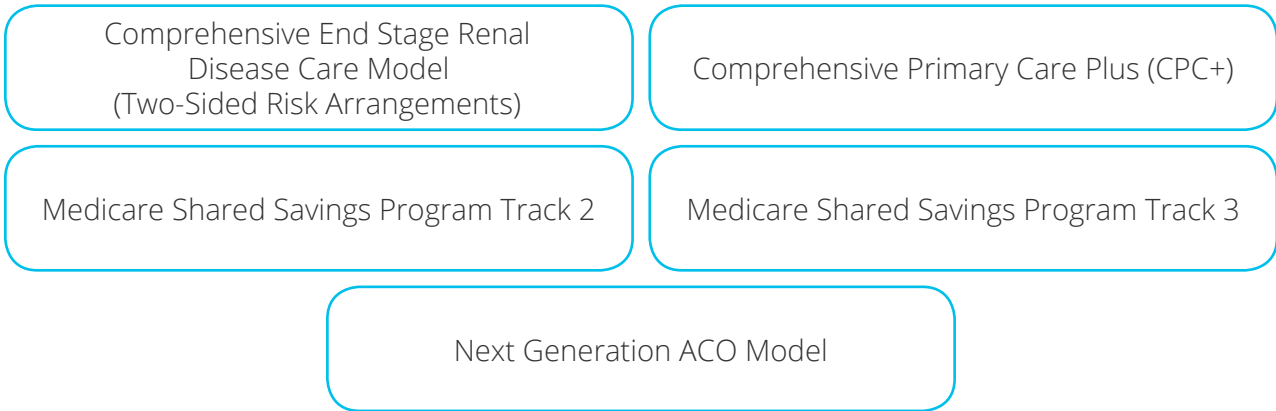 Comprehensive End Stage Renal
Disease Care Model
(Two-Sided Risk Arrangements)
Comprehensive Primary Care Plus (CPC+)
Medicare Shared Savings Program Track 2
Medicare Shared Savings Program Track 3
Next Generation ACO Model